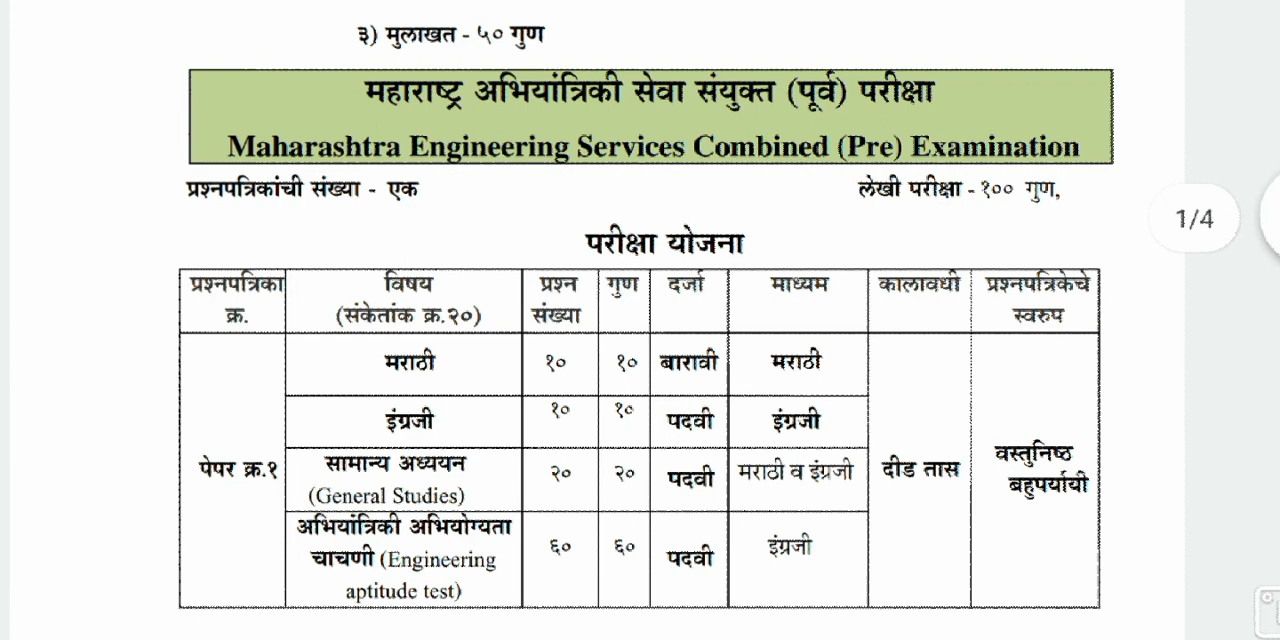 ३) मुलाखत - ५० गुण
महाराष्ट्र अभियांत्रिकी सेवा संयुक्त (पूर्व) परीक्षा
Maharashtra Engineering Services Combined (Pre) Examination
प्रश्नपत्रिकांची संख्या - एक लेखी परीक्षा - १०० गुण,
1/4
परीक्षा योजना
प्रश्नपत्रिका क्र.
विषय
(संकेतांक क्र.२०)
प्रश्न
संख्या
गुण
दर्जा
माध्यम
कालावधी
प्रश्नपत्रिकेचे
स्वरुप
पेपर क्र.१
मराठी १० १० बारावी मराठी
इंग्रजी १० १० पदवी इंग्रजी
सामान्य अध्ययन
(General Studies)
२० २० पदवी मराठी व इंग्रजी
अभियांत्रिकी अभियोग्यता
चाचणी (Engineering
aptitude test)
६० ६० पदवी इंग्रजी
दीड तास
वस्तुनिष्ठ
बहुपर्यायी